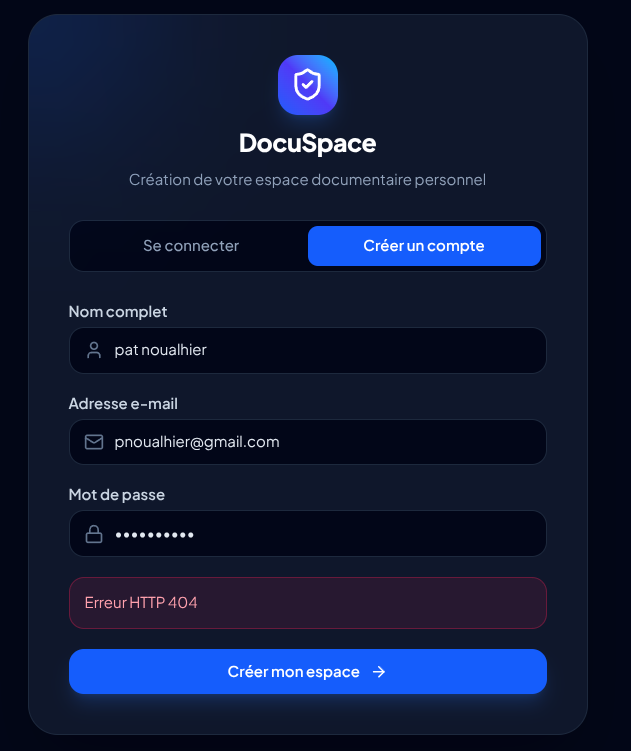 DocuSpace
Création de votre espace documentaire personnel
Se connecter
Créer un compte
Nom complet
pat noualhier
Adresse e-mail
pnoualhier@gmail.com
Mot de passe
••••••••••
Erreur HTTP 404
Créer mon espace →